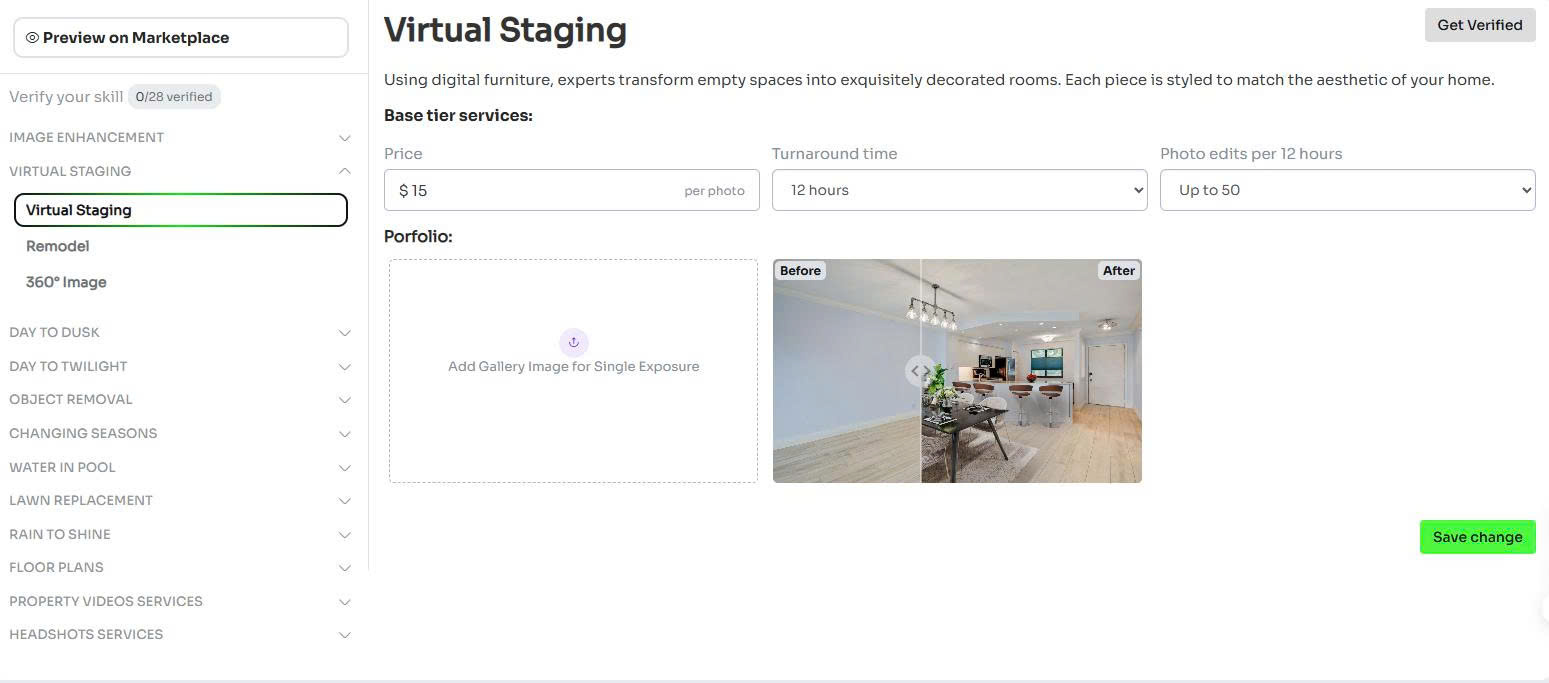 Preview on Marketplace
Verify your skill 0/28 verified
IMAGE ENHANCEMENT
VIRTUAL STAGING
Virtual Staging
Remodel
360° Image
DAY TO DUSK
DAY TO TWILIGHT
OBJECT REMOVAL
CHANGING SEASONS
WATER IN POOL
LAWN REPLACEMENT
RAIN TO SHINE
FLOOR PLANS
PROPERTY VIDEOS SERVICES
HEADSHOTS SERVICES
Virtual Staging
Get Verified
Using digital furniture, experts transform empty spaces into exquisitely decorated rooms. Each piece is styled to match the aesthetic of your home.
Base tier services:
Price
Turnaround time
Photo edits per 12 hours
$ 15 per photo
12 hours
Up to 50
Porfolio:
Add Gallery Image for Single Exposure
Before
After
Save change